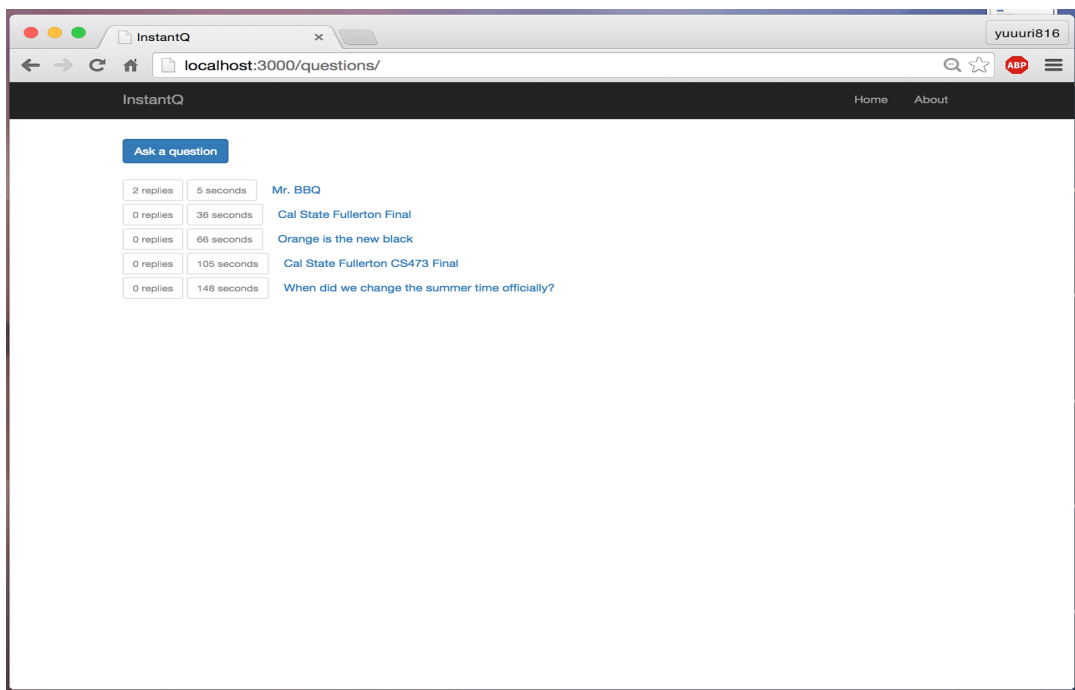 InstantQ
yuuuri816
localhost:3000/questions/
ABP
InstantQ Home About
Ask a question
2 replies 5 seconds Mr. BBQ
0 replies 36 seconds Cal State Fullerton Final
0 replies 66 seconds Orange is the new black
0 replies 105 seconds Cal State Fullerton CS473 Final
0 replies 148 seconds When did we change the summer time officially?